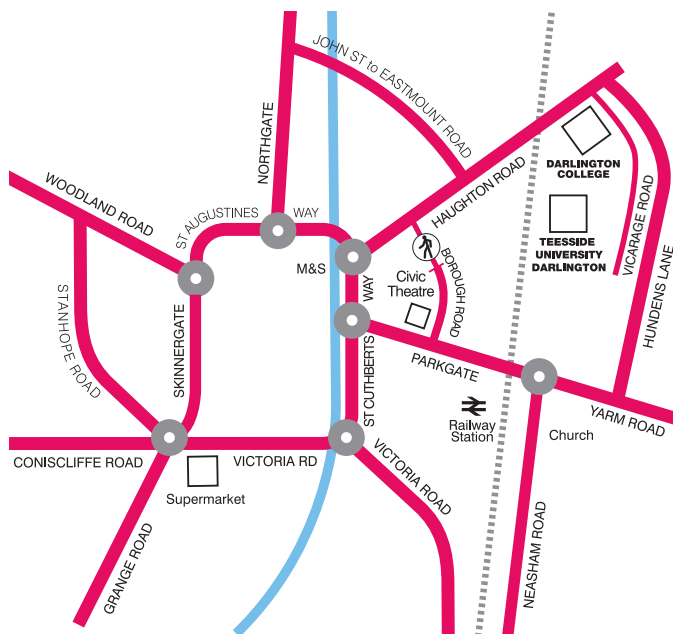 JOHN ST to EASTMOUNT ROAD
NORTHGATE
WOODLAND ROAD
ST AUGUSTINES WAY
HAUGHTON ROAD
DARLINGTON
COLLEGE
TEESSIDE
UNIVERSITY
DARLINGTON
VICARAGE ROAD
HUNDENS LANE
M&S
Civic
Theatre
BOROUGH ROAD
STANHOPE ROAD
SKINNERGATE
ST CUTHBERTS WAY
PARKGATE
YARM ROAD
Railway
Station
Church
CONISCLIFFE ROAD
VICTORIA RD
Supermarket
VICTORIA ROAD
GRANGE ROAD
NEASHAM ROAD